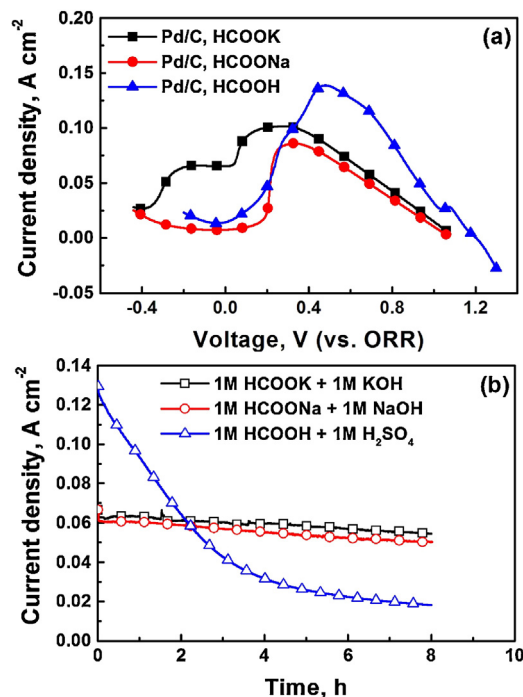 (a)
Pd/C, HCOOK
Pd/C, HCOONa
Pd/C, HCOOH
Current density, A cm⁻²
0.20
0.15
0.10
0.05
0.00
-0.05
-0.4 0.0 0.4 0.8 1.2
Voltage, V (vs. ORR)
(b)
1M HCOOK + 1M KOH
1M HCOONa + 1M NaOH
1M HCOOH + 1M H₂SO₄
Current density, A cm⁻²
0.14
0.12
0.10
0.08
0.06
0.04
0.02
0.00
0 2 4 6 8 10
Time, h